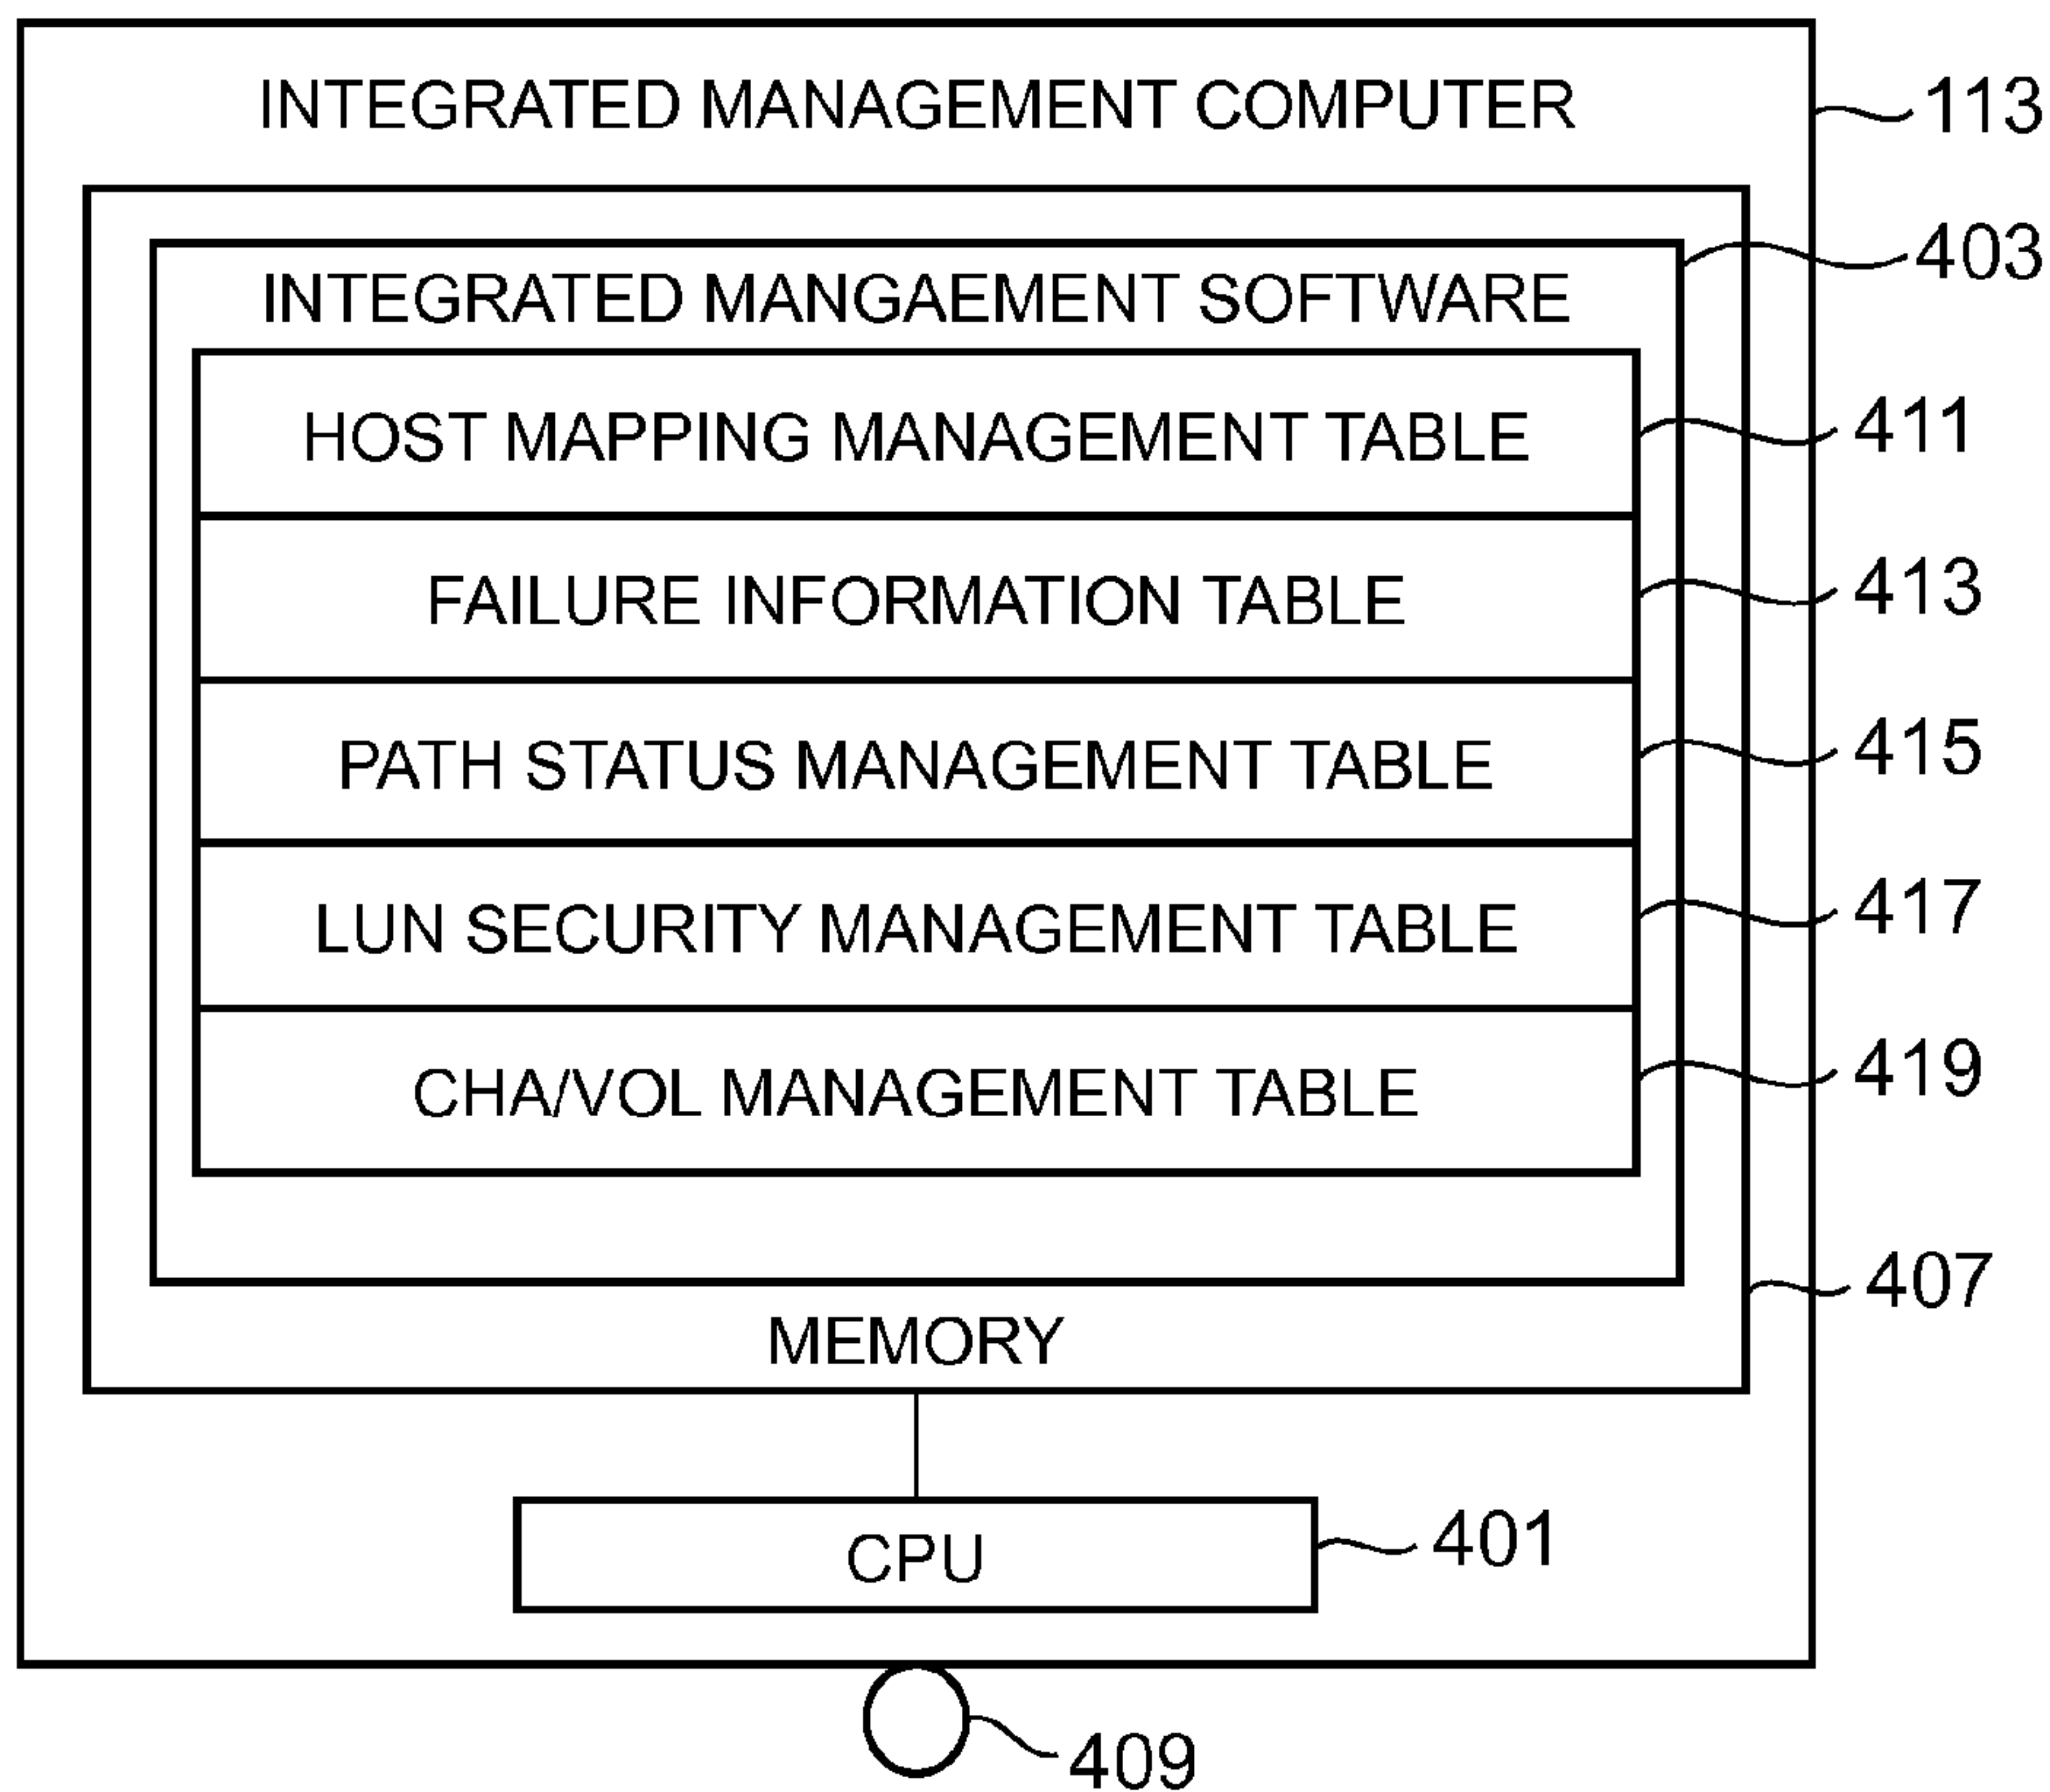 INTEGRATED MANAGEMENT COMPUTER
113
403
INTEGRATED MANGAEMENT SOFTWARE
HOST MAPPING MANAGEMENT TABLE
411
FAILURE INFORMATION TABLE
413
PATH STATUS MANAGEMENT TABLE
415
LUN SECURITY MANAGEMENT TABLE
417
CHA/VOL MANAGEMENT TABLE
419
407
MEMORY
CPU
401
409